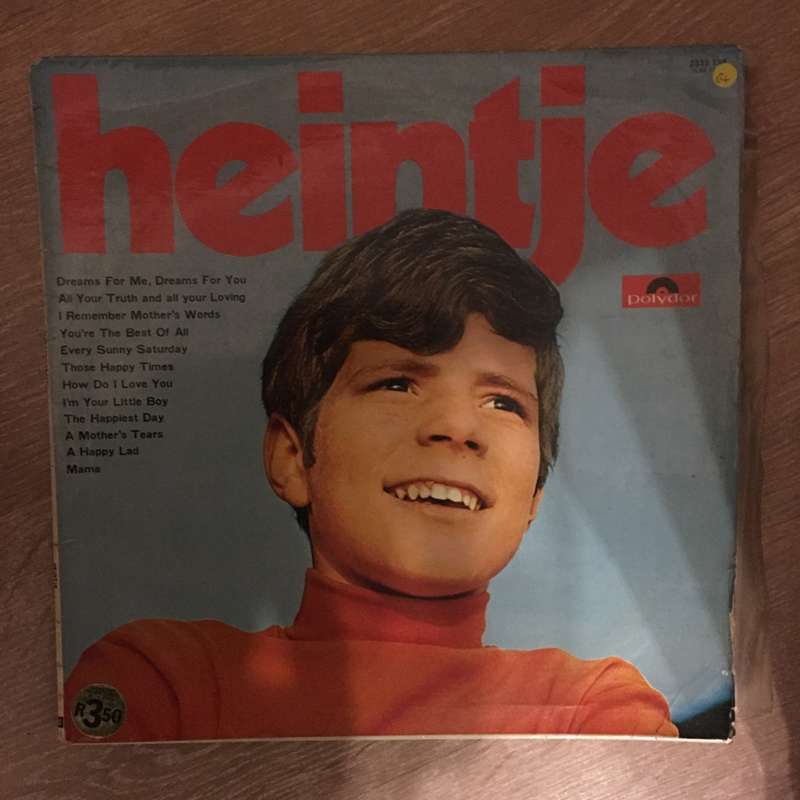 heintje
Dreams For Me, Dreams For You
All Your Truth and all your Loving
I Remember Mother's Words
You're The Best Of All
Every Sunny Saturday
Those Happy Times
How Do I Love You
I'm Your Little Boy
The Happiest Day
A Mother's Tears
A Happy Lad
Mama
Polydor
R3.50